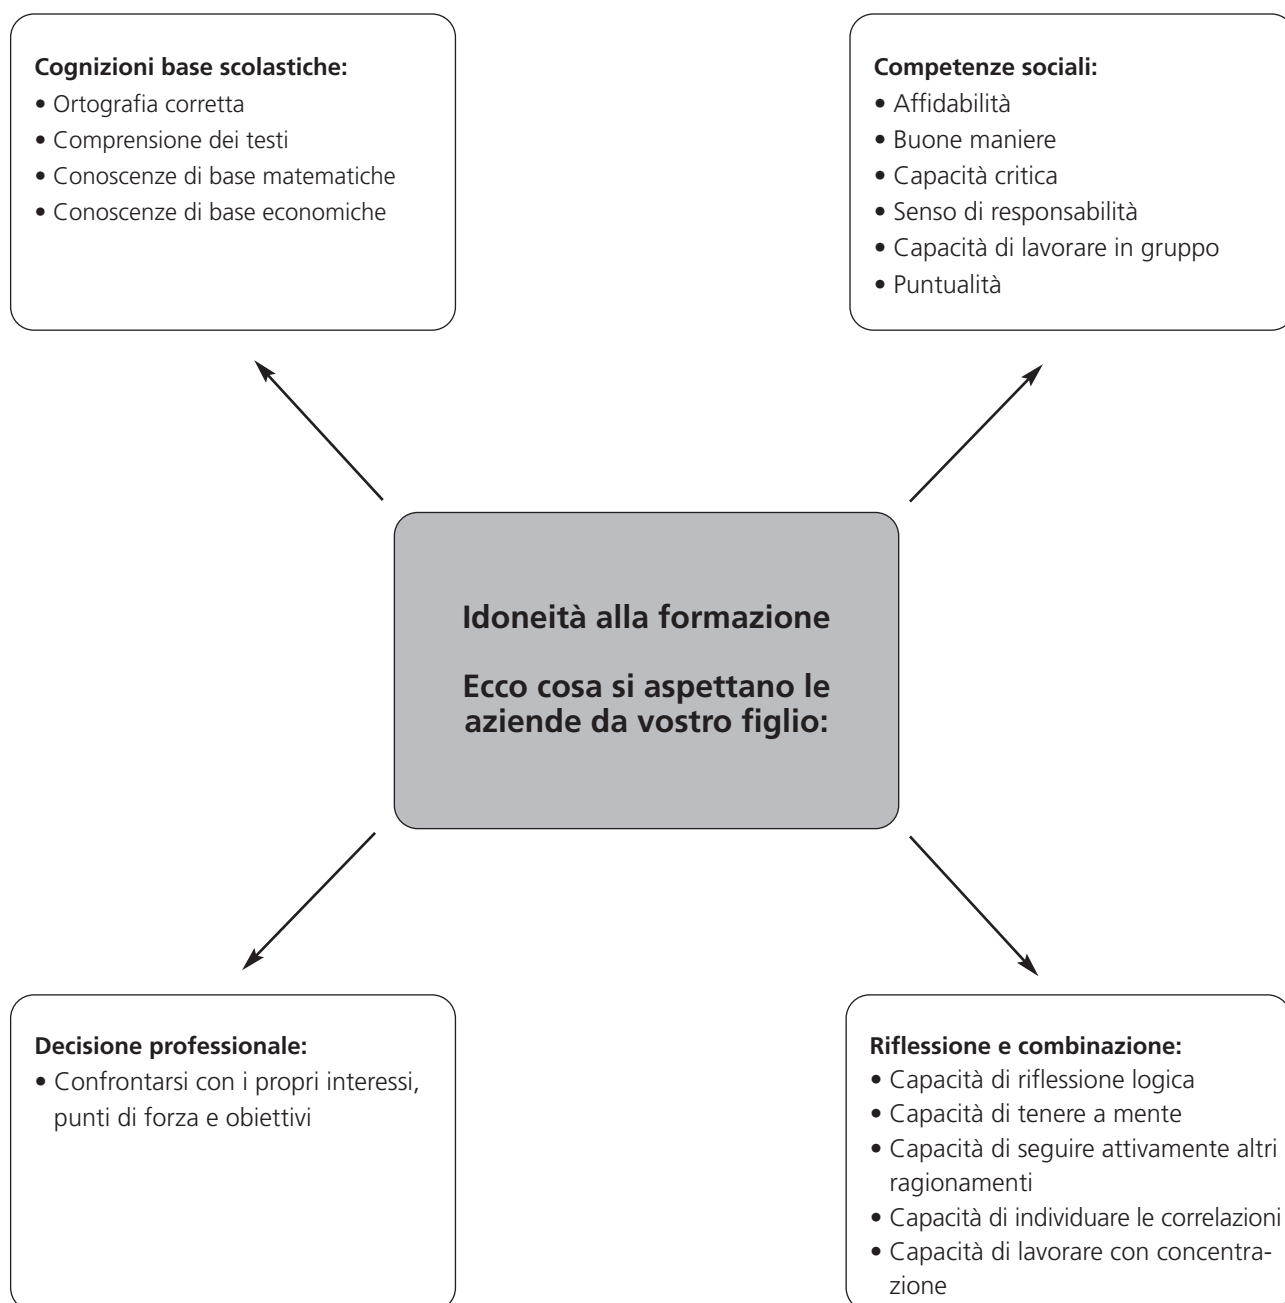 Cognizioni base scolastiche:
• Ortografia corretta
• Comprensione dei testi
• Conoscenze di base matematiche
• Conoscenze di base economiche
Competenze sociali:
• Affidabilità
• Buone maniere
• Capacità critica
• Senso di responsabilità
• Capacità di lavorare in gruppo
• Puntualità
Idoneità alla formazione
Ecco cosa si aspettano le
aziende da vostro figlio:
Decisione professionale:
• Confrontarsi con i propri interessi,
punti di forza e obiettivi
Riflessione e combinazione:
• Capacità di riflessione logica
• Capacità di tenere a mente
• Capacità di seguire attivamente altri
ragionamenti
• Capacità di individuare le correlazioni
• Capacità di lavorare con concentra-
zione